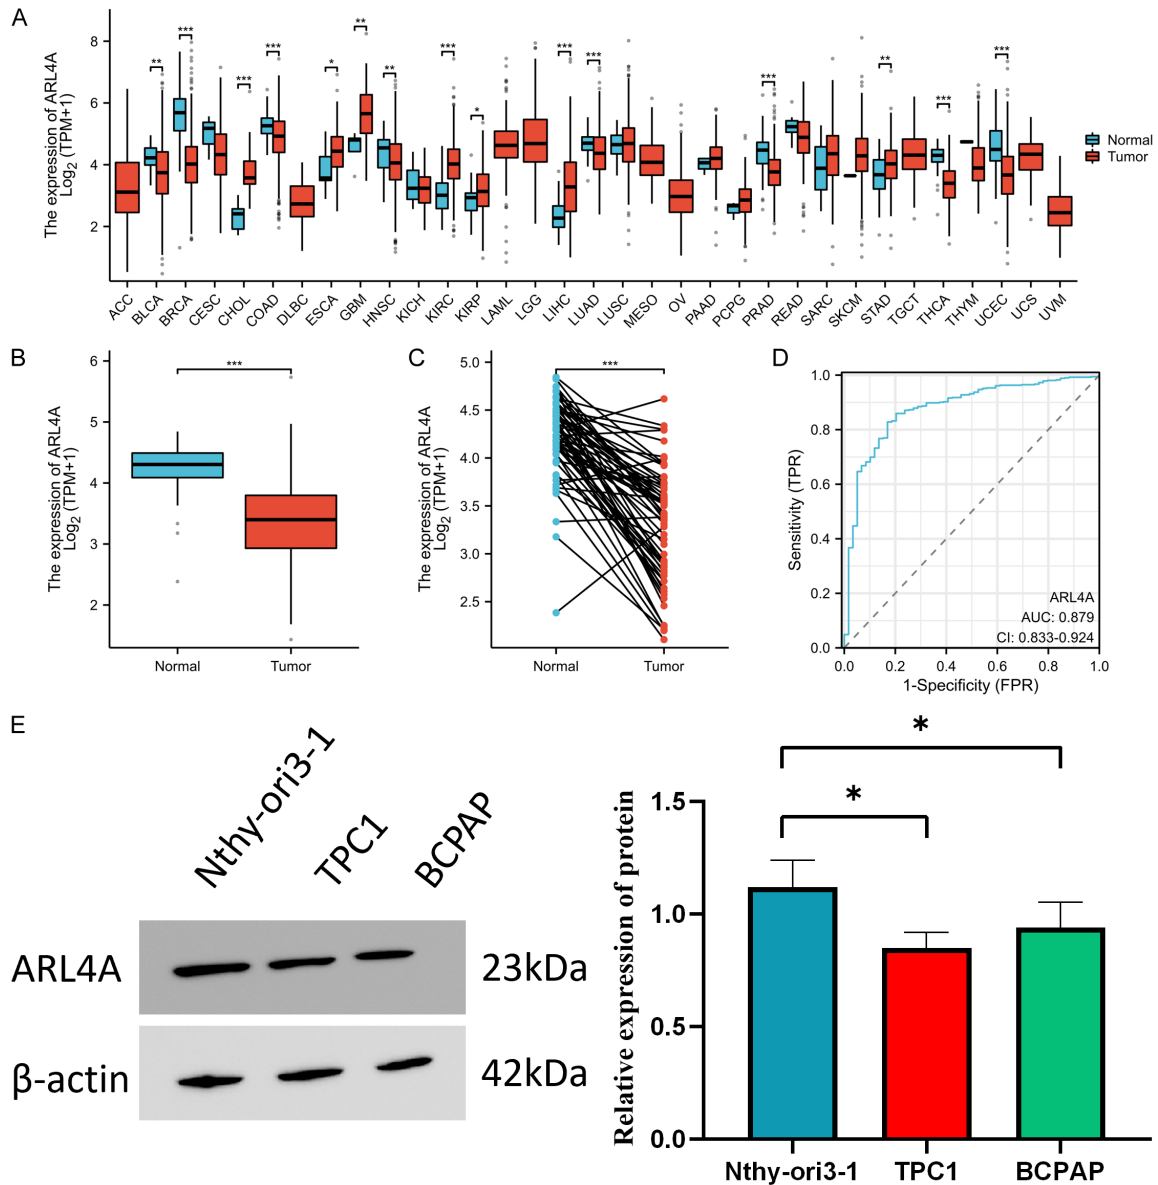 A
The expression of ARL4A
Log2 (TPM+1)
8
6
4
2
** *** *** *** * ** ** *** * *** *** *** ** *** ***
Normal
Tumor
ACC BLCA BRCA CESC CHOL COAD DLBC ESCA GBM HNSC KICH KIRC KIRP LAML LGG LIHC LUAD LUSC MESO OV PAAD PCPG PRAD READ SARC SKCM STAD TGCT THCA THYM UCEC UCS UVM
B
The expression of ARL4A
Log2 (TPM+1)
6
5
4
3
2
***
Normal Tumor
C
The expression of ARL4A
Log2 (TPM+1)
5.0
4.5
4.0
3.5
3.0
2.5
***
Normal Tumor
D
Sensitivity (TPR)
1.0
0.8
0.6
0.4
0.2
0.0
ARL4A
AUC: 0.879
CI: 0.833-0.924
0.0 0.2 0.4 0.6 0.8 1.0
1-Specificity (FPR)
E
Nthy-ori3-1 TPC1 BCPAP
ARL4A 23kDa
β-actin 42kDa
Relative expression of protein
1.5
1.0
0.5
0.0
*
*
Nthy-ori3-1 TPC1 BCPAP